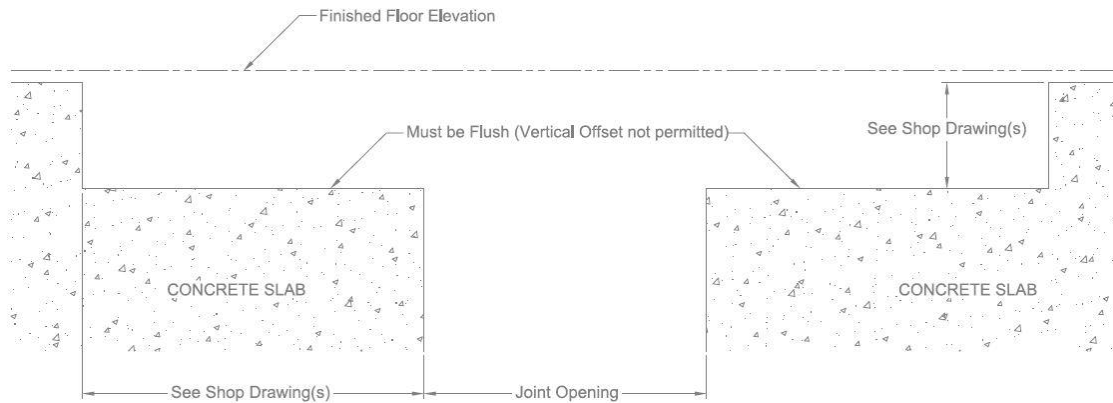 Finished Floor Elevation
Must be Flush (Vertical Offset not permitted)
See Shop Drawing(s)
CONCRETE SLAB
CONCRETE SLAB
See Shop Drawing(s)
Joint Opening